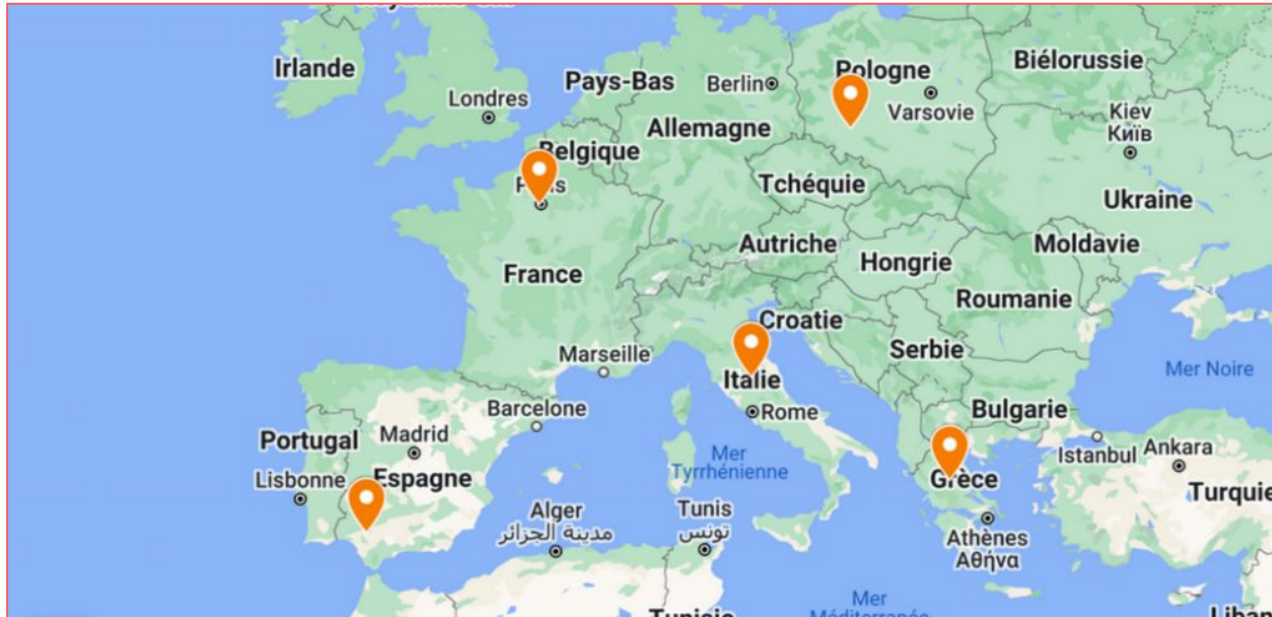 Irlande
Pays-Bas
Berlin
Pologne
Biélorussie
Londres
Varsovie
Kiev
Київ
Allemagne
Belgique
Tchéquie
Ukraine
Autriche
Moldavie
Hongrie
France
Roumanie
Croatie
Serbie
Marseille
Mer Noire
Italie
Barcelone
Rome
Bulgarie
Portugal
Madrid
Mer
Tyrrhénienne
Istanbul
Ankara
Lisbonne
Espagne
Grèce
Turquie
Alger
مدينة الجزائر
Tunis
تونس
Athènes
Αθήνα
Mer